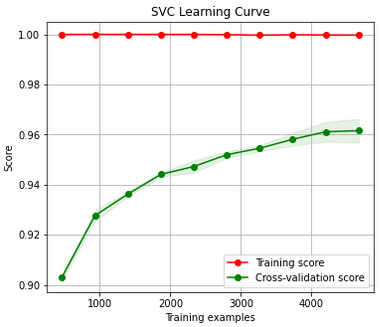 SVC Learning Curve
1.00
0.98
0.96
0.94
0.92
0.90
Score
Training score
Cross-validation score
1000 2000 3000 4000
Training examples